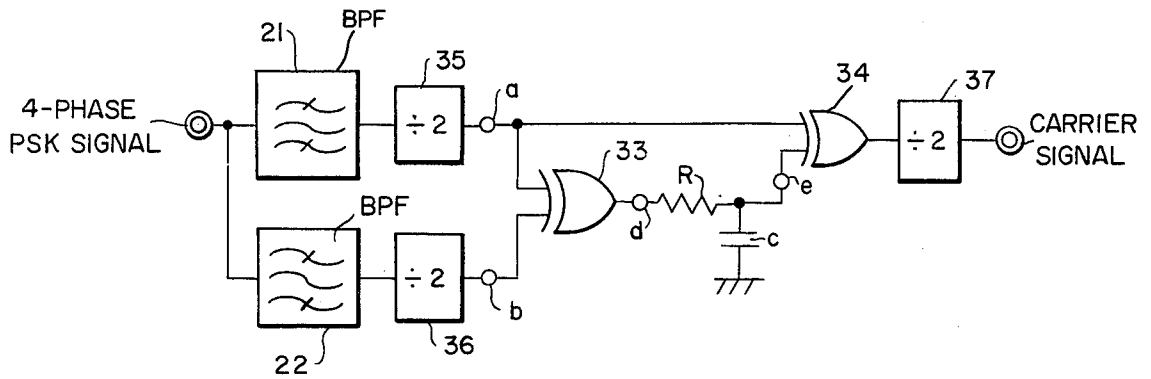 21
BPF
35
a
34
37
4-PHASE
PSK SIGNAL
÷ 2
÷ 2
CARRIER
SIGNAL
33
R
e
d
c
BPF
÷ 2
b
22
36